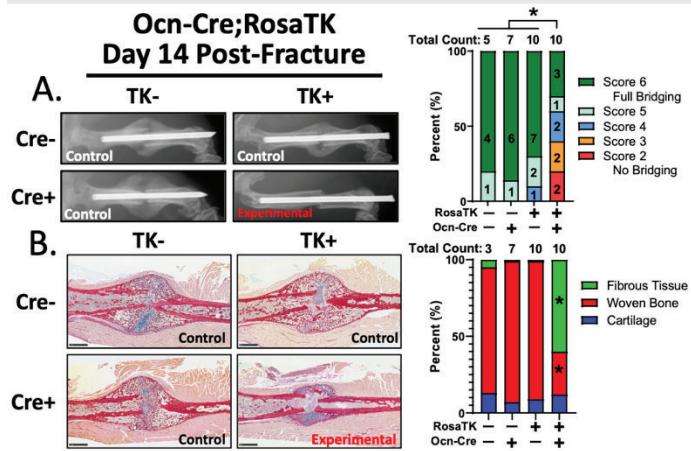 Ocn-Cre;RosaTK
Day 14 Post-Fracture
A.
TK-
TK+
Cre-
Control
Control
Cre+
Control
Experimental
*
Total Count: 5 7 10 10
100
50
0
Percent (%)
4
1
6
1
7
2
1
3
1
2
2
2
RosaTK — — + +
Ocn-Cre — + — +
Score 6
Full Bridging
Score 5
Score 4
Score 3
Score 2
No Bridging
B.
TK-
TK+
Cre-
Control
Control
Cre+
Control
Experimental
Total Count: 3 7 10 10
100
50
0
Percent (%)
*
*
RosaTK — — + +
Ocn-Cre — + — +
Fibrous Tissue
Woven Bone
Cartilage